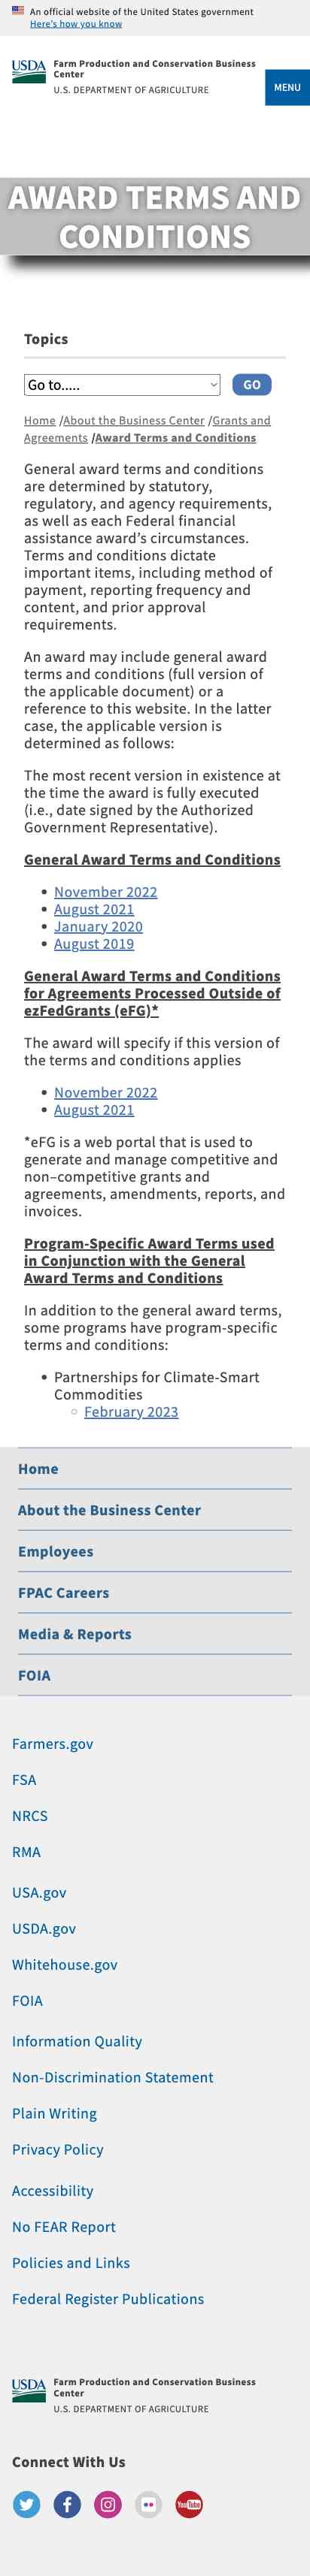 An official website of the United States government
Here's how you know
USDA
Farm Production and Conservation Business
Center
U.S. DEPARTMENT OF AGRICULTURE
MENU
AWARD TERMS AND
CONDITIONS
Topics
Go to.....
GO
Home /About the Business Center /Grants and
Agreements /Award Terms and Conditions
General award terms and conditions
are determined by statutory,
regulatory, and agency requirements,
as well as each Federal financial
assistance award's circumstances.
Terms and conditions dictate
important items, including method of
payment, reporting frequency and
content, and prior approval
requirements.
An award may include general award
terms and conditions (full version of
the applicable document) or a
reference to this website. In the latter
case, the applicable version is
determined as follows:
The most recent version in existence at
the time the award is fully executed
(i.e., date signed by the Authorized
Government Representative).
General Award Terms and Conditions
• November 2022
• August 2021
• January 2020
• August 2019
General Award Terms and Conditions
for Agreements Processed Outside of
ezFedGrants (eFG)*
The award will specify if this version of
the terms and conditions applies
• November 2022
• August 2021
*eFG is a web portal that is used to
generate and manage competitive and
non–competitive grants and
agreements, amendments, reports, and
invoices.
Program-Specific Award Terms used
in Conjunction with the General
Award Terms and Conditions
In addition to the general award terms,
some programs have program-specific
terms and conditions:
• Partnerships for Climate-Smart
Commodities
○ February 2023
Home
About the Business Center
Employees
FPAC Careers
Media & Reports
FOIA
Farmers.gov
FSA
NRCS
RMA
USA.gov
USDA.gov
Whitehouse.gov
FOIA
Information Quality
Non-Discrimination Statement
Plain Writing
Privacy Policy
Accessibility
No FEAR Report
Policies and Links
Federal Register Publications
USDA
Farm Production and Conservation Business
Center
U.S. DEPARTMENT OF AGRICULTURE
Connect With Us
YouTube